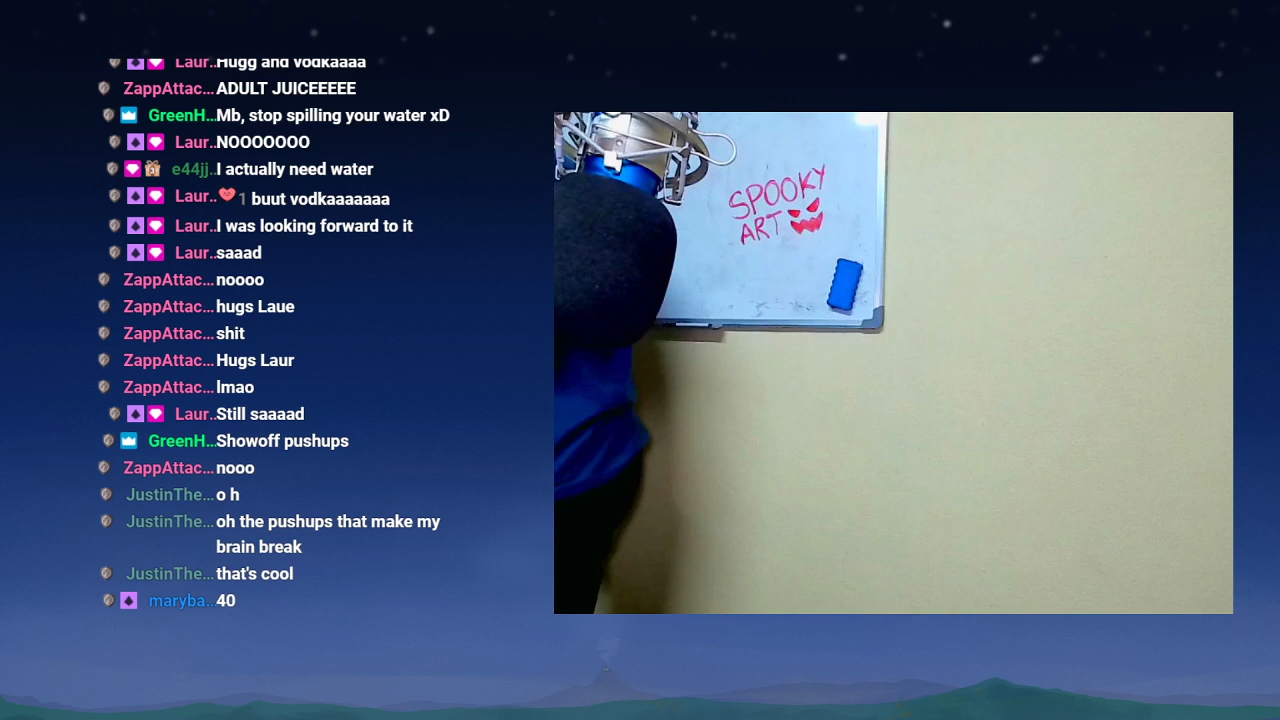 Laur.. Hugg and vodkaaaa
ZappAttac... ADULT JUICEEEEE
GreenH... Mb, stop spilling your water xD
Laur.. NOOOOOOO
e44jj.. I actually need water
Laur.. 1 buut vodkaaaaaaa
Laur.. I was looking forward to it
Laur.. saaad
ZappAttac... noooo
ZappAttac... hugs Laue
ZappAttac... shit
ZappAttac... Hugs Laur
ZappAttac... lmao
Laur.. Still saaaad
GreenH... Showoff pushups
ZappAttac... nooo
JustinThe... o h
JustinThe... oh the pushups that make my
brain break
JustinThe... that's cool
maryba.. 40
SPOOKY
ART